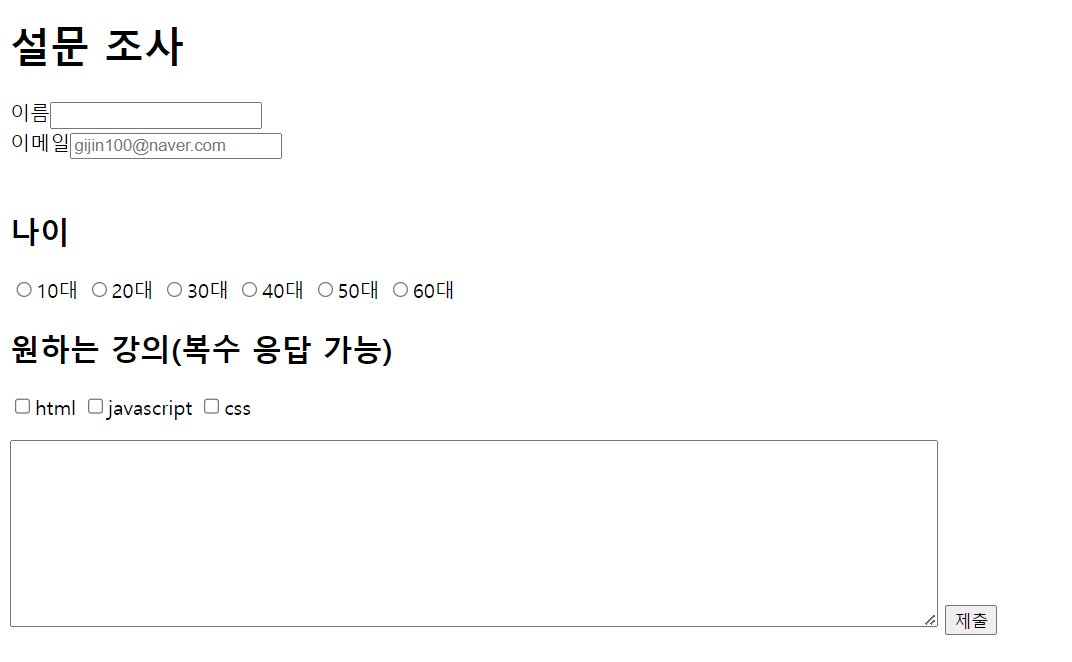 설문 조사
이름
이메일 gijin100@naver.com
나이
10대 20대 30대 40대 50대 60대
원하는 강의(복수 응답 가능)
html javascript css
제출